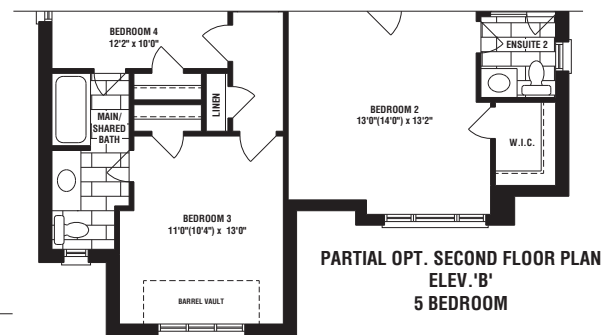 BEDROOM 4
12'2" x 10'0"
ENSUITE 2
LINEN
MAIN/
SHARED
BATH
BEDROOM 2
13'0"(14'0") x 13'2"
W.I.C.
BEDROOM 3
11'0"(10'4") x 13'0"
BARREL VAULT
PARTIAL OPT. SECOND FLOOR PLAN
ELEV.'B'
5 BEDROOM